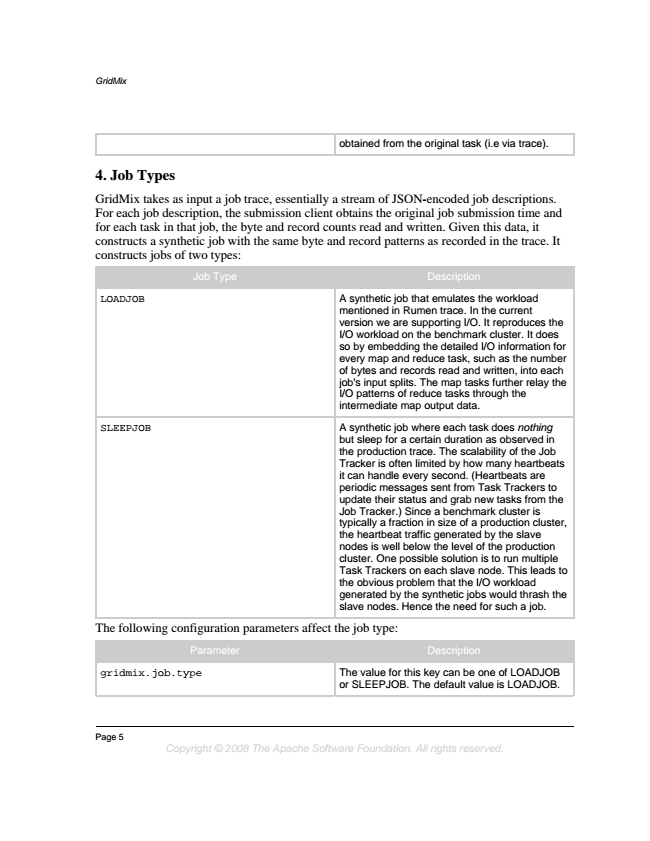 GridMix
obtained from the original task (i.e via trace).
4. Job Types
GridMix takes as input a job trace, essentially a stream of JSON-encoded job descriptions.
For each job description, the submission client obtains the original job submission time and
for each task in that job, the byte and record counts read and written. Given this data, it
constructs a synthetic job with the same byte and record patterns as recorded in the trace. It
constructs jobs of two types:
Job Type Description
LOADJOB
A synthetic job that emulates the workload
mentioned in Rumen trace. In the current
version we are supporting I/O. It reproduces the
I/O workload on the benchmark cluster. It does
so by embedding the detailed I/O information for
every map and reduce task, such as the number
of bytes and records read and written, into each
job's input splits. The map tasks further relay the
I/O patterns of reduce tasks through the
intermediate map output data.
SLEEPJOB
A synthetic job where each task does nothing
but sleep for a certain duration as observed in
the production trace. The scalability of the Job
Tracker is often limited by how many heartbeats
it can handle every second. (Heartbeats are
periodic messages sent from Task Trackers to
update their status and grab new tasks from the
Job Tracker.) Since a benchmark cluster is
typically a fraction in size of a production cluster,
the heartbeat traffic generated by the slave
nodes is well below the level of the production
cluster. One possible solution is to run multiple
Task Trackers on each slave node. This leads to
the obvious problem that the I/O workload
generated by the synthetic jobs would thrash the
slave nodes. Hence the need for such a job.
The following configuration parameters affect the job type:
Parameter Description
gridmix.job.type
The value for this key can be one of LOADJOB
or SLEEPJOB. The default value is LOADJOB.
Page 5
Copyright © 2008 The Apache Software Foundation. All rights reserved.